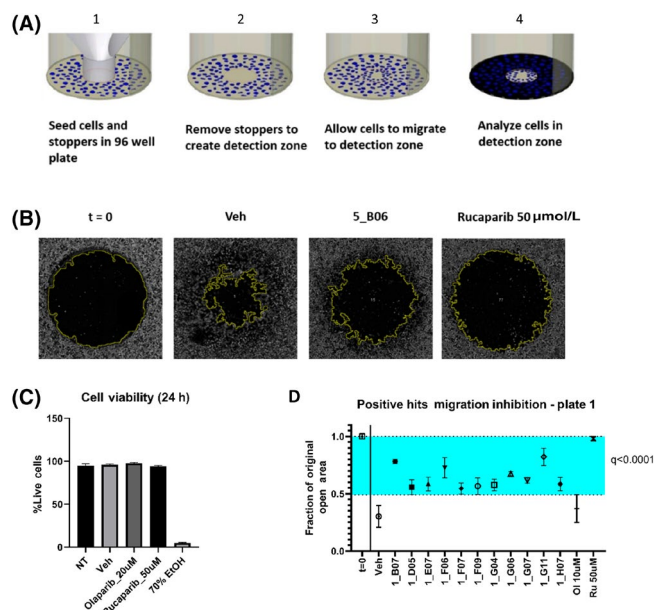 (A)
1 2 3 4
Seed cells and
stoppers in 96 well
plate
Remove stoppers to
create detection zone
Allow cells to migrate
to detection zone
Analyze cells in
detection zone
(B)
t = 0 Veh 5_B06 Rucaparib 50 μmol/L
(C)
Cell viability (24 h)
%Live cells
150
100
50
0
NT
Veh
Olaparib_20uM
Rucaparib_50uM
70% EtOH
D
Positive hits migration inhibition - plate 1
Fraction of original
open area
1.0
0.5
0.0
q<0.0001
t=0
Veh
1_B07
1_D05
1_E07
1_F06
1_F07
1_F09
1_G04
1_G06
1_G07
1_G11
1_H07
Ol 10uM
Ru 50uM